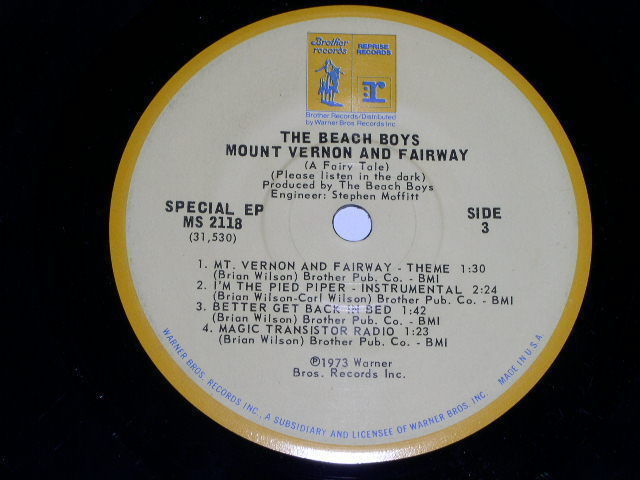 Brother
records
REPRISE
RECORDS
r
Brother Records/Distributed
by Warner Bros. Records Inc
THE BEACH BOYS
MOUNT VERNON AND FAIRWAY
(A Fairy Tale)
(Please listen in the dark)
Produced by The Beach Boys
Engineer: Stephen Moffitt
SPECIAL EP
MS 2118
(31,530)
SIDE
3
1. MT. VERNON AND FAIRWAY - THEME 1:30
(Brian Wilson) Brother Pub. Co. - BMI
2. I'M THE PIED PIPER - INSTRUMENTAL 2:24
(Brian Wilson-Carl Wilson) Brother Pub. Co. - BMI
3. BETTER GET BACK IN BED 1:42
(Brian Wilson) Brother Pub. Co. - BMI
4. MAGIC TRANSISTOR RADIO 1:23
(Brian Wilson) Brother Pub. Co. - BMI
℗1973 Warner
Bros. Records Inc.
WARNER BROS. RECORDS INC., A SUBSIDIARY AND LICENSEE OF WARNER BROS. INC. MADE IN U.S.A.